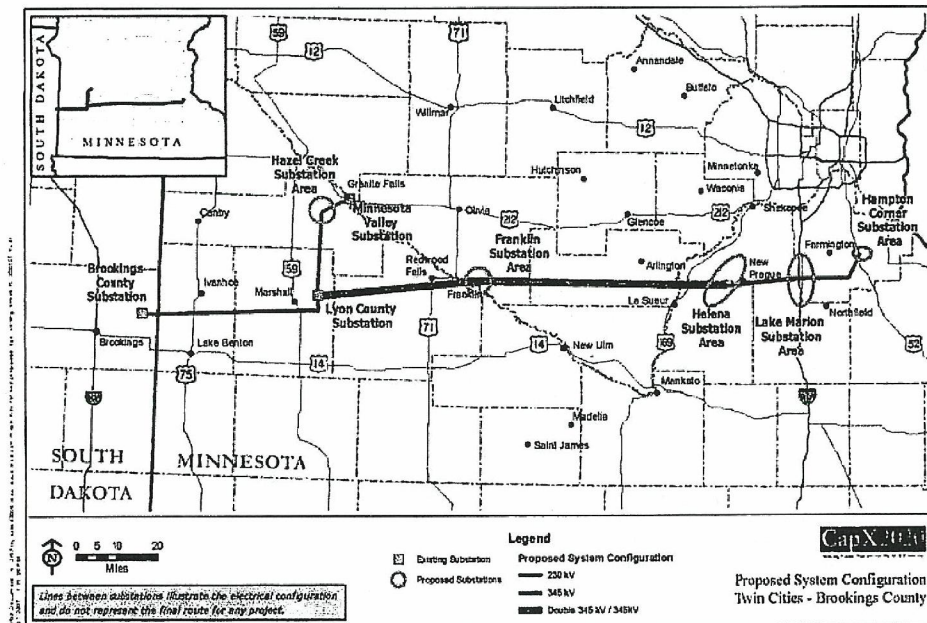 SOUTH DAKOTA
MINNESOTA
59
12
71
Annandale
Buffalo
Willmar
Litchfield
12
Hazel Creek
Substation
Area
Granite Falls
Minnesota
Valley
Substation
Canby
Olivia
212
Hutchinson
Minnetonka
Waconia
Glencoe
212
Shakopee
Hampton
Corner
Substation
Area
Farmington
Franklin
Substation
Area
Redwood
Falls
Franklin
Arlington
New
Prague
Brookings
County
Substation
Ivanhoe
59
Marshall
Lyon County
Substation
Le Sueur
Helena
Substation
Area
Lake Marion
Substation
Area
Northfield
Brookings
Lake Benton
71
14
14
New Ulm
169
52
75
Mankato
Madelia
Saint James
SOUTH
DAKOTA
MINNESOTA
N
0 5 10 20
Miles
Lines between substations illustrate the electrical configuration
and do not represent the final route for any project.
Legend
Existing Substation
Proposed Substations
Proposed System Configuration
230 kV
345 kV
Double 345 kV / 345kV
CapX2020
Proposed System Configuration
Twin Cities - Brookings County